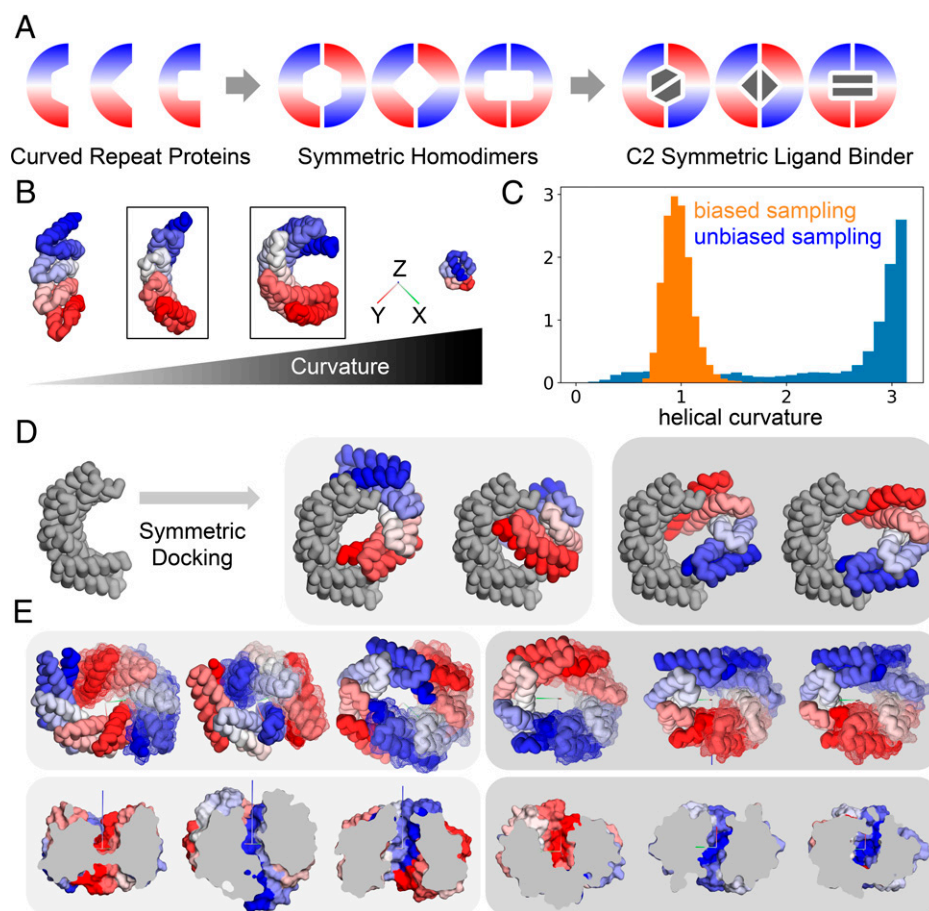 A
Curved Repeat Proteins
Symmetric Homodimers
C2 Symmetric Ligand Binder
B
Z
Y
X
Curvature
C
3
2
1
0
biased sampling
unbiased sampling
0
1
2
3
helical curvature
D
Symmetric
Docking
E